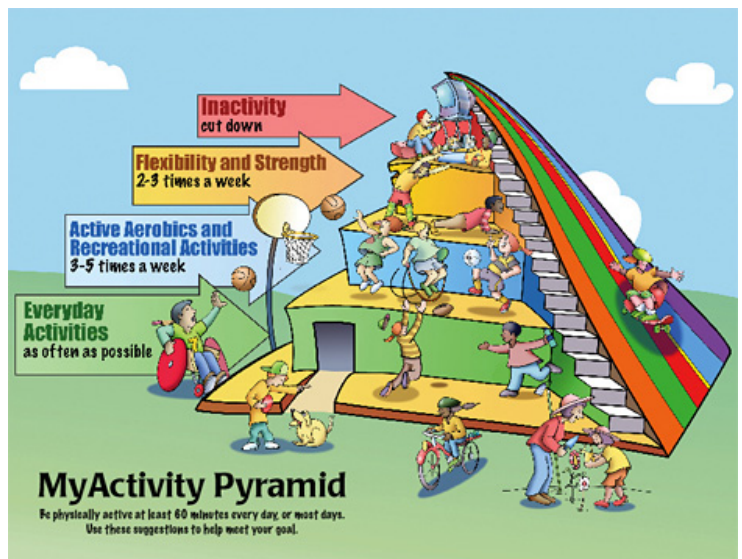 Inactivity
cut down
Flexibility and Strength
2-3 times a week
Active Aerobics and
Recreational Activities
3-5 times a week
Everyday
Activities
as often as possible
MyActivity Pyramid
Be physically active at least 60 minutes every day, or most days.
Use these suggestions to help meet your goal.